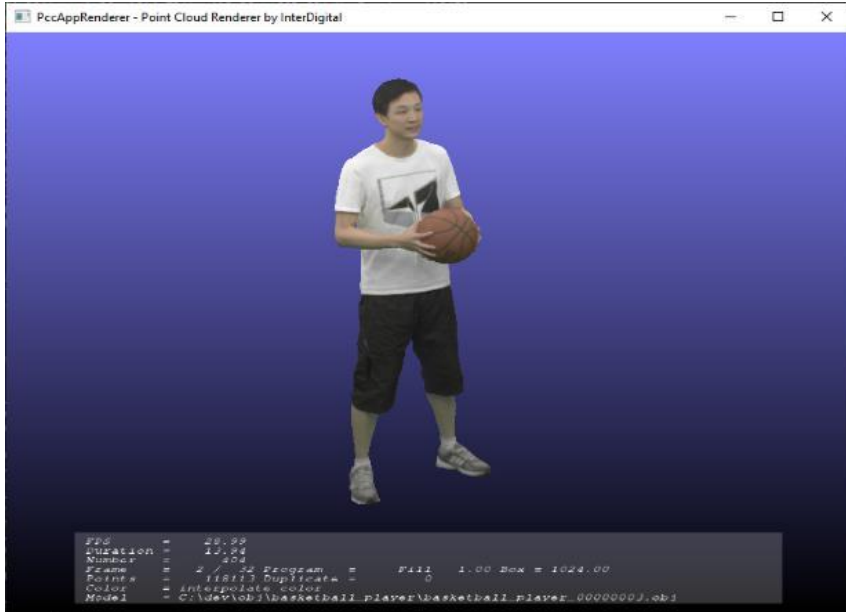 PccAppRenderer - Point Cloud Renderer by InterDigital
FPS = 28.99
Duration = 13.94
Number = 404
Frame = 2 / 32 Program = Fill 1.00 Box = 1024.00
Points = 118113 Duplicate = 0
Color = interpolate color
Model = C:\dev\obj\basketball_player\basketball_player_00000003.obj